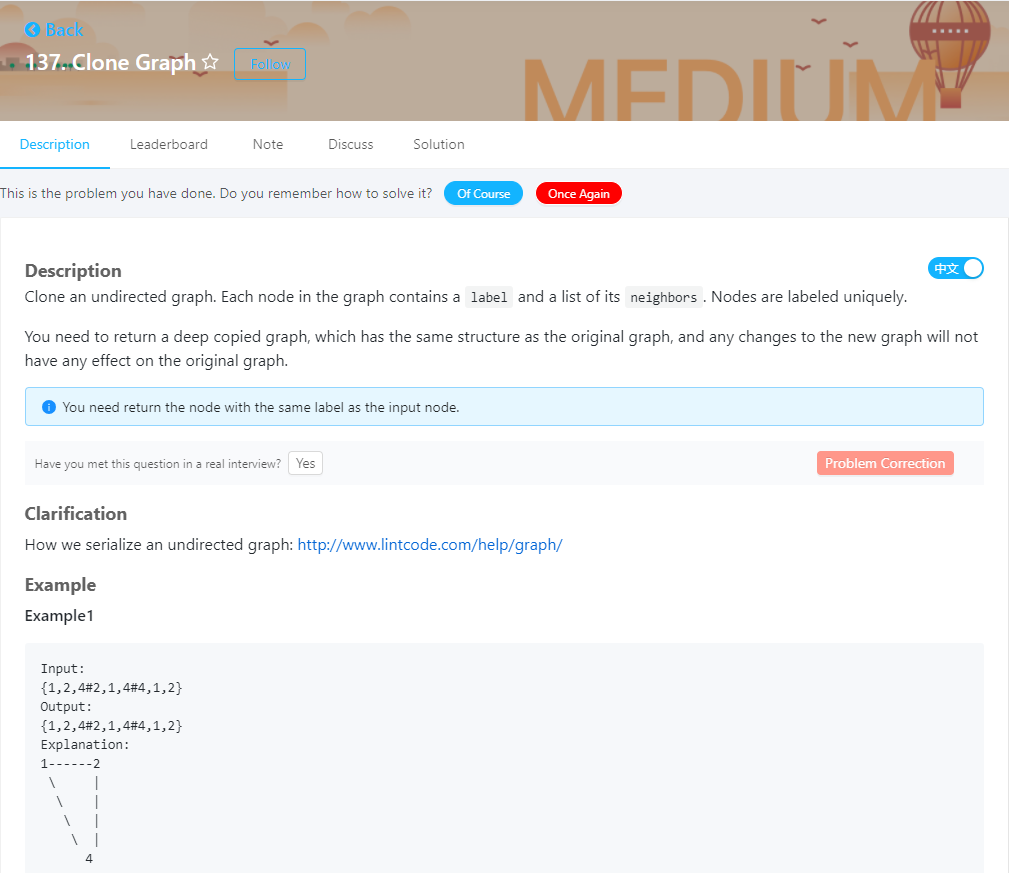 Back
137. Clone Graph ☆ Follow
MEDIUM
Description Leaderboard Note Discuss Solution
This is the problem you have done. Do you remember how to solve it? Of Course Once Again
Description 中文
Clone an undirected graph. Each node in the graph contains a label and a list of its neighbors. Nodes are labeled uniquely.
You need to return a deep copied graph, which has the same structure as the original graph, and any changes to the new graph will not
have any effect on the original graph.
You need return the node with the same label as the input node.
Have you met this question in a real interview? Yes Problem Correction
Clarification
How we serialize an undirected graph: http://www.lintcode.com/help/graph/
Example
Example1
Input:
{1,2,4#2,1,4#4,1,2}
Output:
{1,2,4#2,1,4#4,1,2}
Explanation:
1------2
 \     |
  \    |
   \   |
    \  |
      4